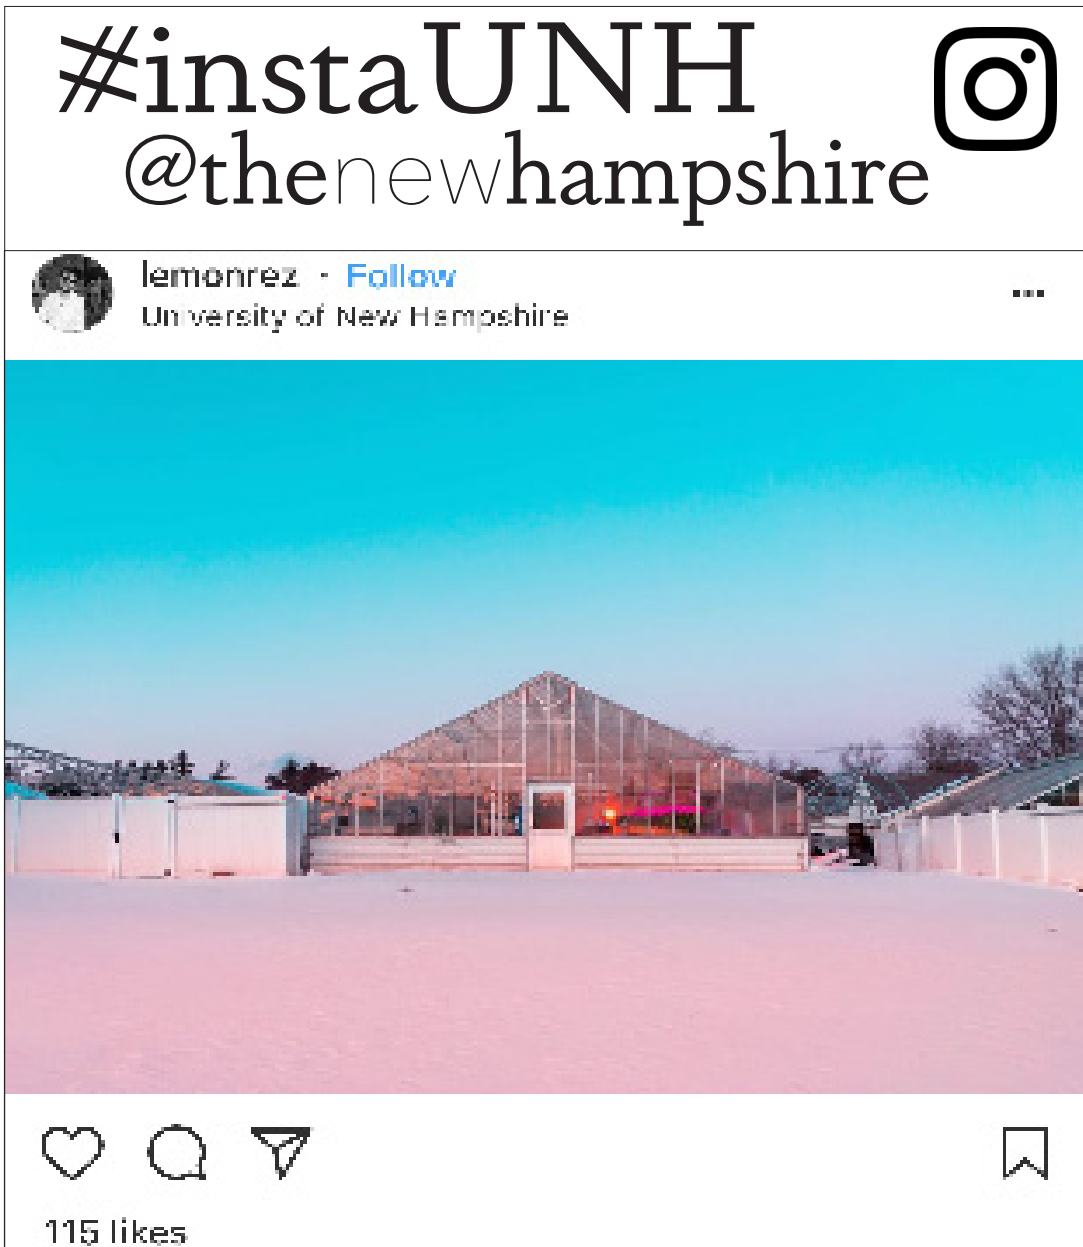 #instaUNH
@thenewhampshire
lemonrez · Follow
University of New Hampshire
115 likes